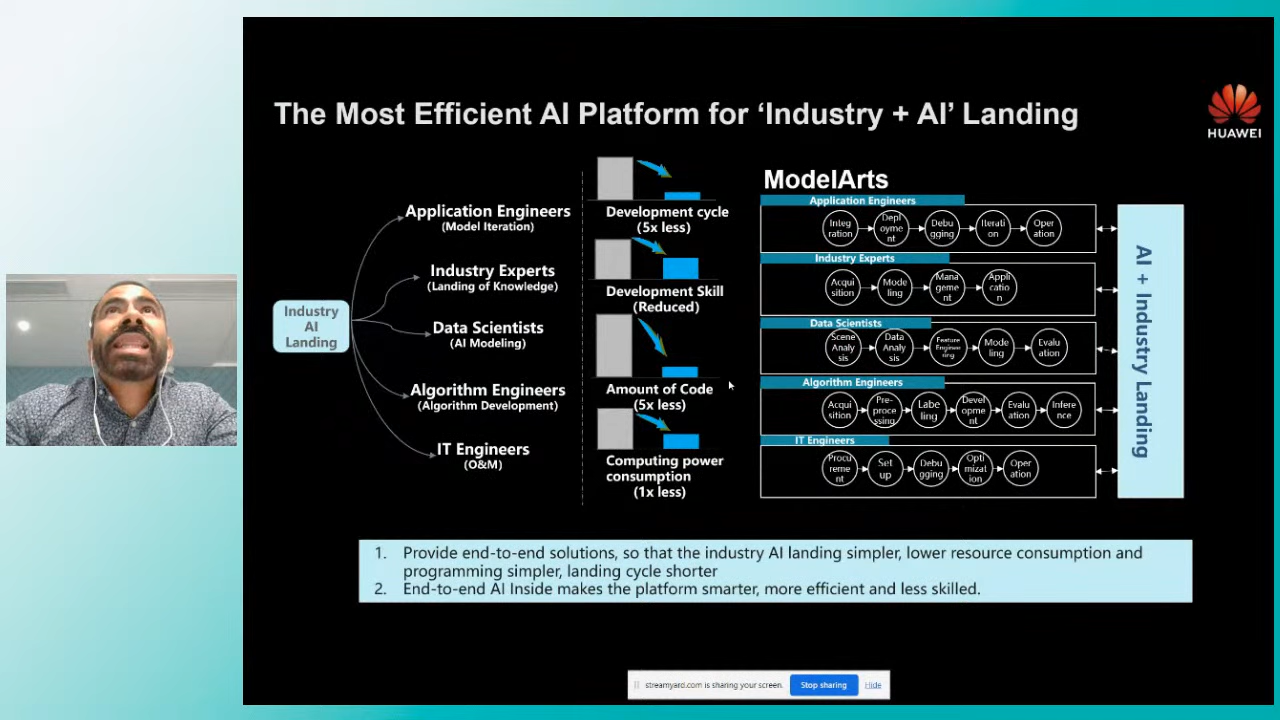 The Most Efficient AI Platform for ‘Industry + AI’ Landing
HUAWEI
Industry
AI
Landing
Application Engineers
(Model Iteration)
Industry Experts
(Landing of Knowledge)
Data Scientists
(AI Modeling)
Algorithm Engineers
(Algorithm Development)
IT Engineers
(O&M)
Development cycle
(5x less)
Development Skill
(Reduced)
Amount of Code
(5x less)
Computing power
consumption
(1x less)
ModelArts
Application Engineers
Integ
ration
Depl
oyme
nt
Debu
gging
Iterati
on
Oper
ation
Industry Experts
Acqui
sition
Mode
ling
Mana
geme
nt
Appli
catio
n
Data Scientists
Scene
Analy
sis
Data
Analy
sis
Feature
Enginee
ring
Mode
ling
Evalu
ation
Algorithm Engineers
Acqui
sition
Pre-
proce
ssing
Labe
ling
Devel
opme
nt
Evalu
ation
Infere
nce
IT Engineers
Procu
reme
nt
Set
up
Debu
gging
Opti
mizat
ion
Oper
ation
AI + Industry Landing
1. Provide end-to-end solutions, so that the industry AI landing simpler, lower resource consumption and
programming simpler, landing cycle shorter
2. End-to-end AI Inside makes the platform smarter, more efficient and less skilled.
streamyard.com is sharing your screen.
Stop sharing
Hide